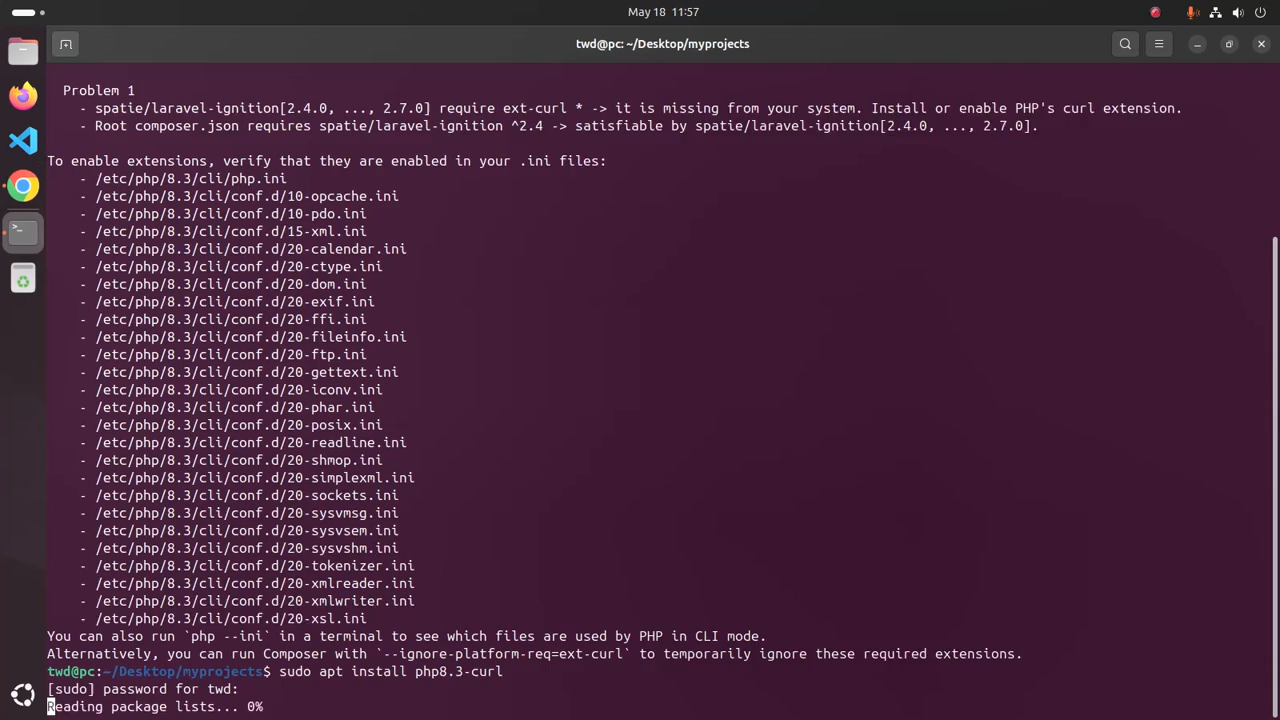 May 18 11:57
twd@pc: ~/Desktop/myprojects
Problem 1
- spatie/laravel-ignition[2.4.0, ..., 2.7.0] require ext-curl * -> it is missing from your system. Install or enable PHP's curl extension.
- Root composer.json requires spatie/laravel-ignition ^2.4 -> satisfiable by spatie/laravel-ignition[2.4.0, ..., 2.7.0].
To enable extensions, verify that they are enabled in your .ini files:
- /etc/php/8.3/cli/php.ini
- /etc/php/8.3/cli/conf.d/10-opcache.ini
- /etc/php/8.3/cli/conf.d/10-pdo.ini
- /etc/php/8.3/cli/conf.d/15-xml.ini
- /etc/php/8.3/cli/conf.d/20-calendar.ini
- /etc/php/8.3/cli/conf.d/20-ctype.ini
- /etc/php/8.3/cli/conf.d/20-dom.ini
- /etc/php/8.3/cli/conf.d/20-exif.ini
- /etc/php/8.3/cli/conf.d/20-ffi.ini
- /etc/php/8.3/cli/conf.d/20-fileinfo.ini
- /etc/php/8.3/cli/conf.d/20-ftp.ini
- /etc/php/8.3/cli/conf.d/20-gettext.ini
- /etc/php/8.3/cli/conf.d/20-iconv.ini
- /etc/php/8.3/cli/conf.d/20-phar.ini
- /etc/php/8.3/cli/conf.d/20-posix.ini
- /etc/php/8.3/cli/conf.d/20-readline.ini
- /etc/php/8.3/cli/conf.d/20-shmop.ini
- /etc/php/8.3/cli/conf.d/20-simplexml.ini
- /etc/php/8.3/cli/conf.d/20-sockets.ini
- /etc/php/8.3/cli/conf.d/20-sysvmsg.ini
- /etc/php/8.3/cli/conf.d/20-sysvsem.ini
- /etc/php/8.3/cli/conf.d/20-sysvshm.ini
- /etc/php/8.3/cli/conf.d/20-tokenizer.ini
- /etc/php/8.3/cli/conf.d/20-xmlreader.ini
- /etc/php/8.3/cli/conf.d/20-xmlwriter.ini
- /etc/php/8.3/cli/conf.d/20-xsl.ini
You can also run `php --ini` in a terminal to see which files are used by PHP in CLI mode.
Alternatively, you can run Composer with `--ignore-platform-req=ext-curl` to temporarily ignore these required extensions.
twd@pc:~/Desktop/myprojects$ sudo apt install php8.3-curl
[sudo] password for twd:
Reading package lists... 0%